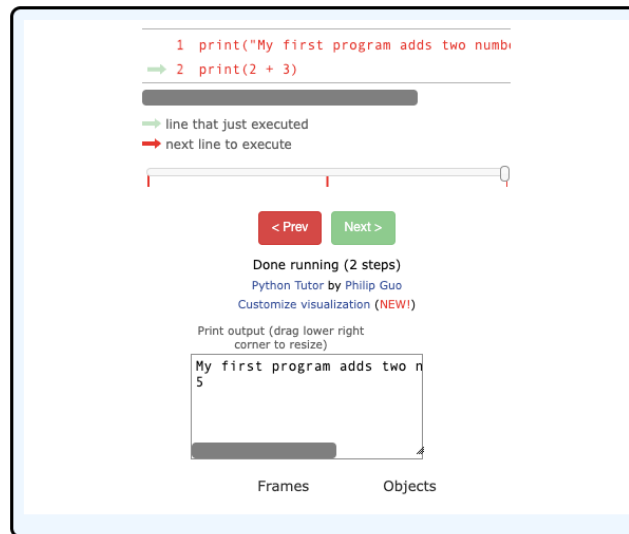 1 print("My first program adds two numb
2 print(2 + 3)
line that just executed
next line to execute
< Prev Next >
Done running (2 steps)
Python Tutor by Philip Guo
Customize visualization (NEW!)
Print output (drag lower right
corner to resize)
My first program adds two n
5
Frames Objects